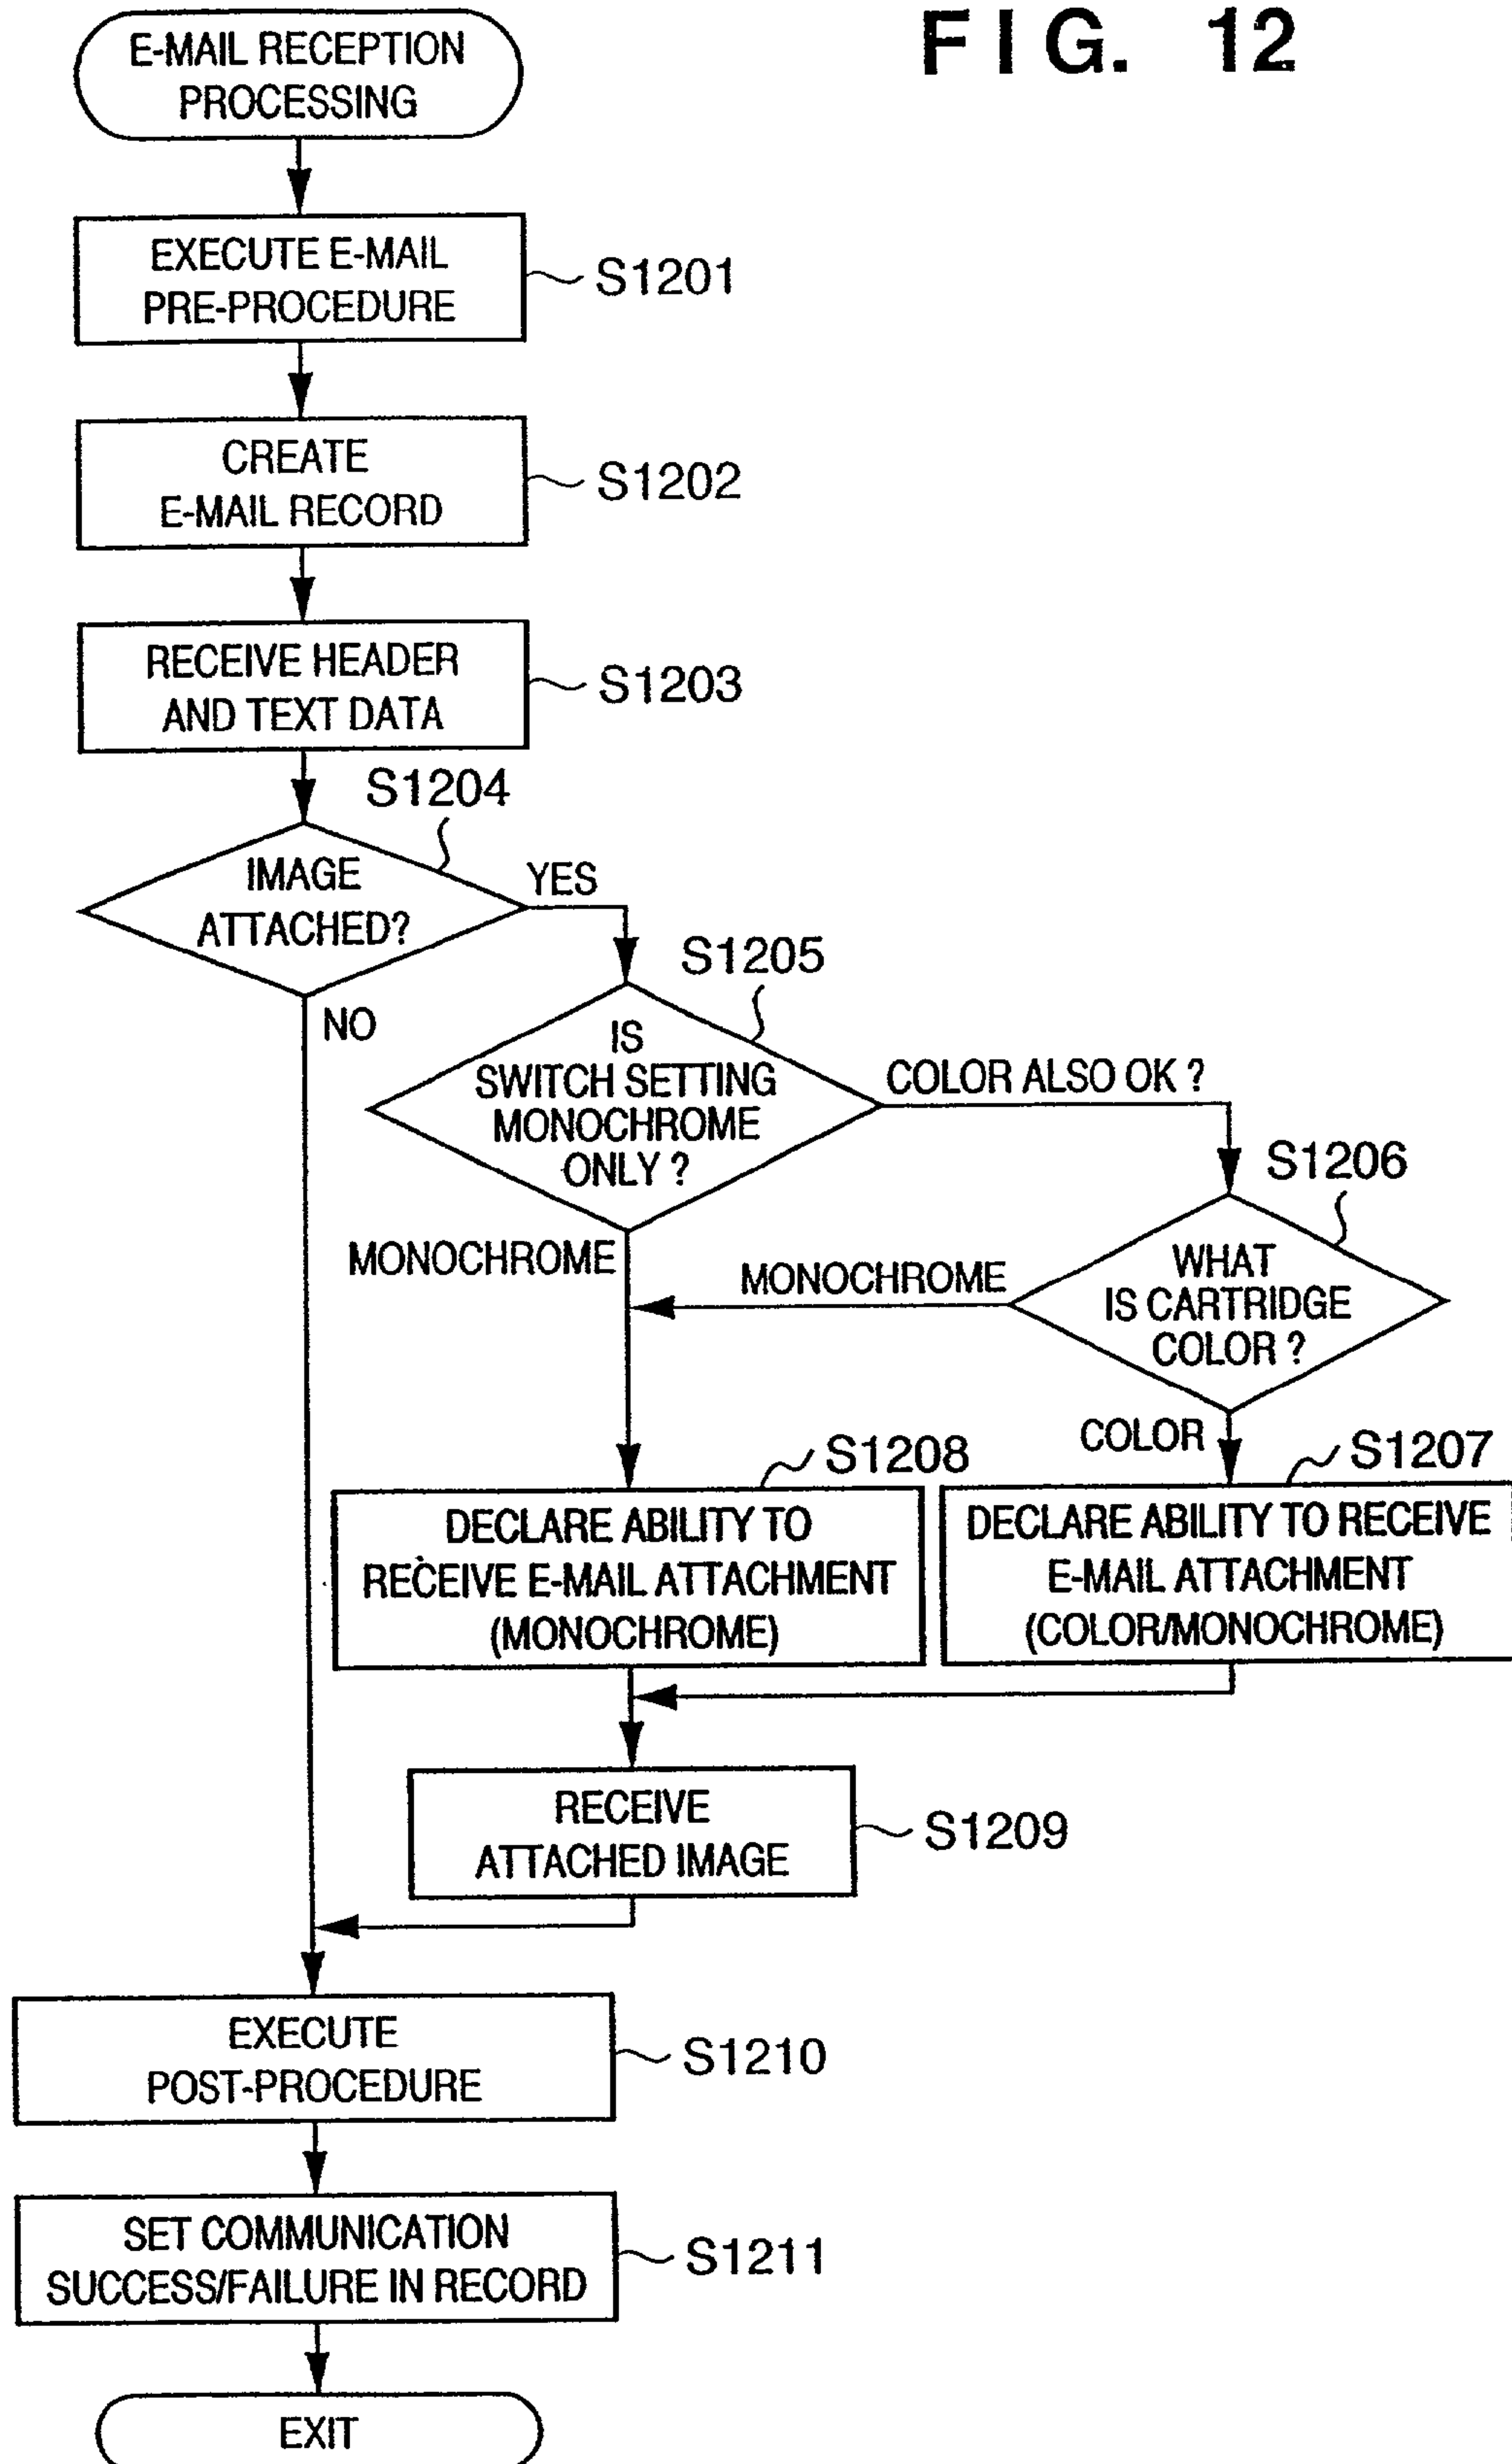 FIG. 12
E-MAIL RECEPTION
PROCESSING
EXECUTE E-MAIL
PRE-PROCEDURE
S1201
CREATE
E-MAIL RECORD
S1202
RECEIVE HEADER
AND TEXT DATA
S1203
S1204
IMAGE
ATTACHED?
YES
NO
S1205
IS
SWITCH SETTING
MONOCHROME
ONLY ?
COLOR ALSO OK ?
MONOCHROME
S1206
WHAT
IS CARTRIDGE
COLOR ?
MONOCHROME
COLOR
S1208
DECLARE ABILITY TO
RECEIVE E-MAIL ATTACHMENT
(MONOCHROME)
S1207
DECLARE ABILITY TO RECEIVE
E-MAIL ATTACHMENT
(COLOR/MONOCHROME)
RECEIVE
ATTACHED IMAGE
S1209
EXECUTE
POST-PROCEDURE
S1210
SET COMMUNICATION
SUCCESS/FAILURE IN RECORD
S1211
EXIT